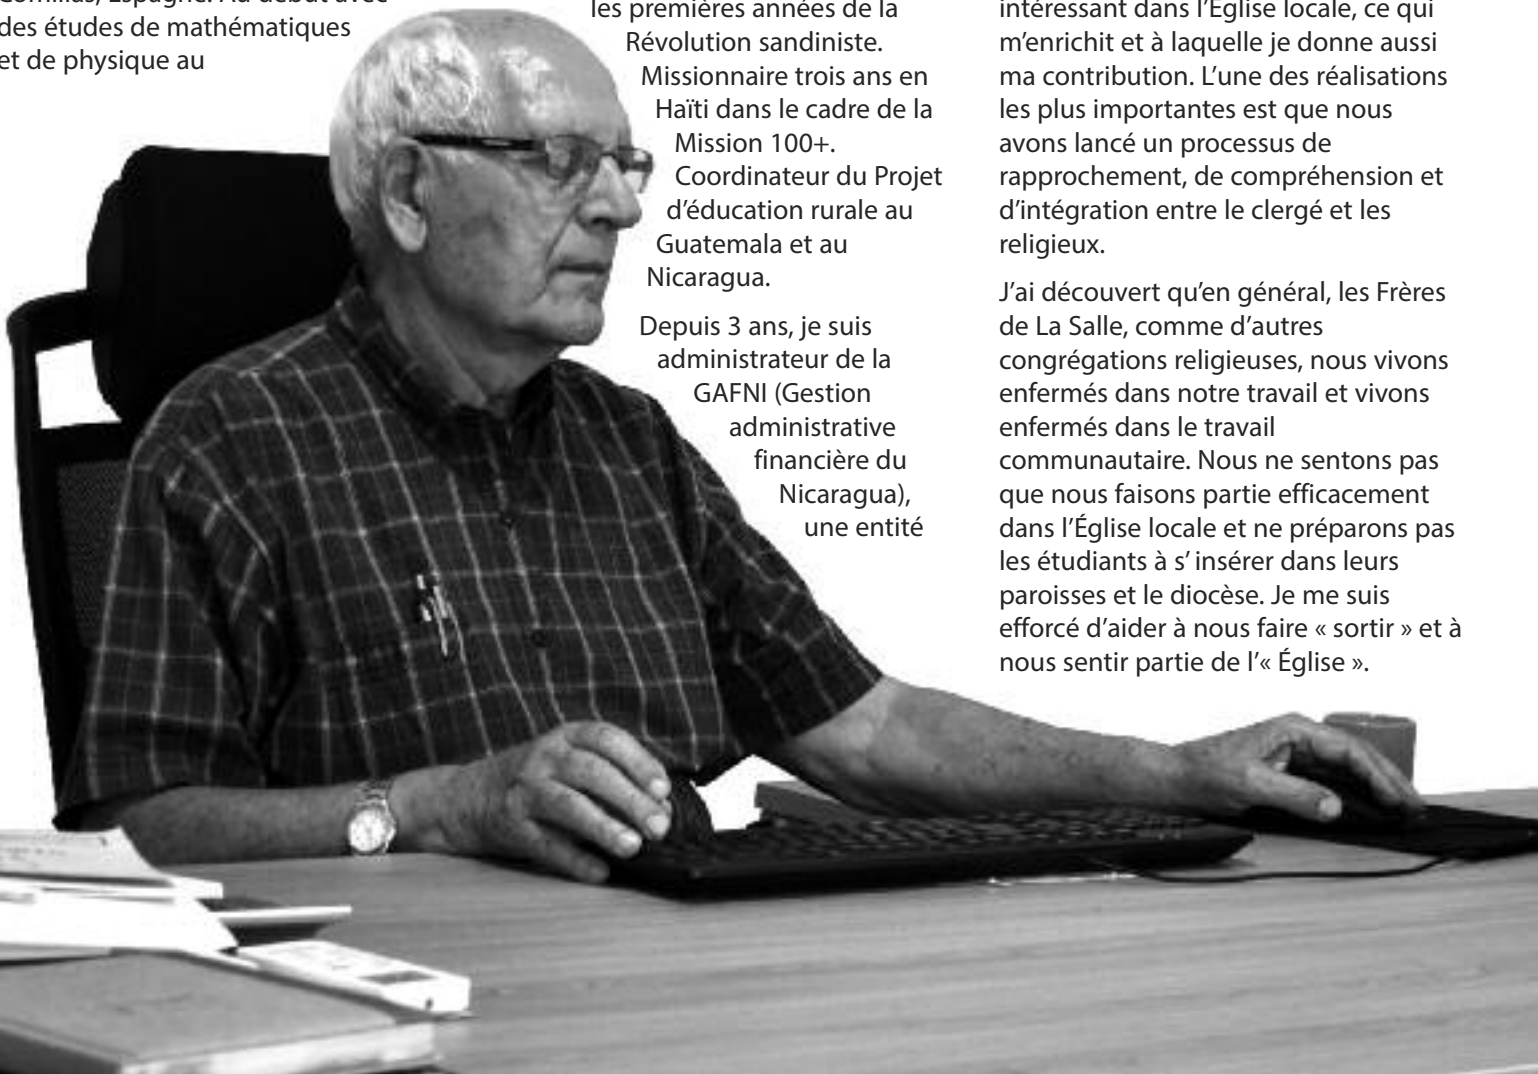 Comillas, Espagne. Au début avec
des études de mathématiques
et de physique au
les premières années de la
Révolution sandiniste.
Missionnaire trois ans en
Haïti dans le cadre de la
Mission 100+.
Coordinateur du Projet
d’éducation rurale au
Guatemala et au
Nicaragua.
Depuis 3 ans, je suis
administrateur de la
GAFNI (Gestion
administrative
financière du
Nicaragua),
une entité
intéressant dans l’Église locale, ce qui
m’enrichit et à laquelle je donne aussi
ma contribution. L’une des réalisations
les plus importantes est que nous
avons lancé un processus de
rapprochement, de compréhension et
d’intégration entre le clergé et les
religieux.
J’ai découvert qu’en général, les Frères
de La Salle, comme d’autres
congrégations religieuses, nous vivons
enfermés dans notre travail et vivons
enfermés dans le travail
communautaire. Nous ne sentons pas
que nous faisons partie efficacement
dans l’Église locale et ne préparons pas
les étudiants à s’ insérer dans leurs
paroisses et le diocèse. Je me suis
efforcé d’aider à nous faire « sortir » et à
nous sentir partie de l’« Église ».